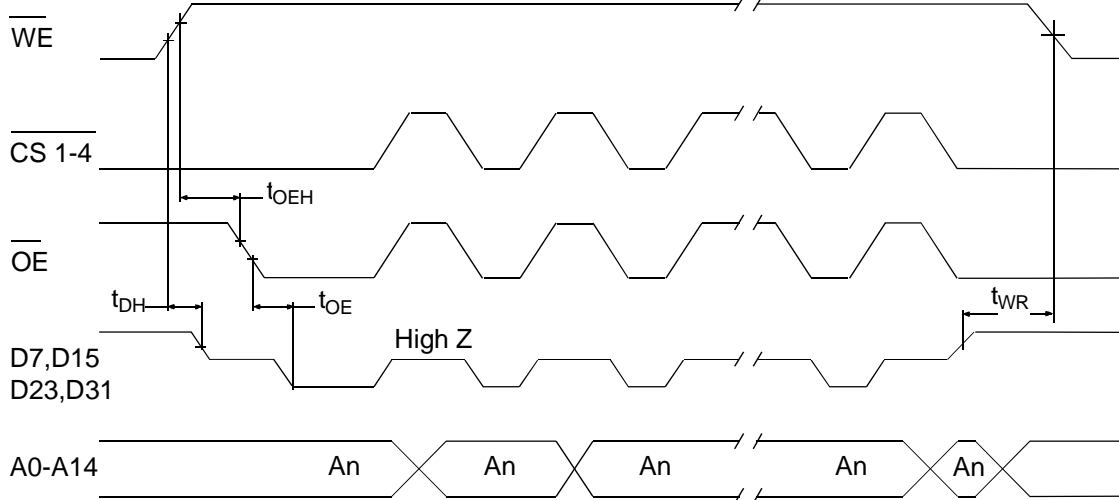 WE
CS 1-4
tOEH
OE
tDH
tOE
tWR
High Z
D7,D15
D23,D31
A0-A14
An
An
An
An
An